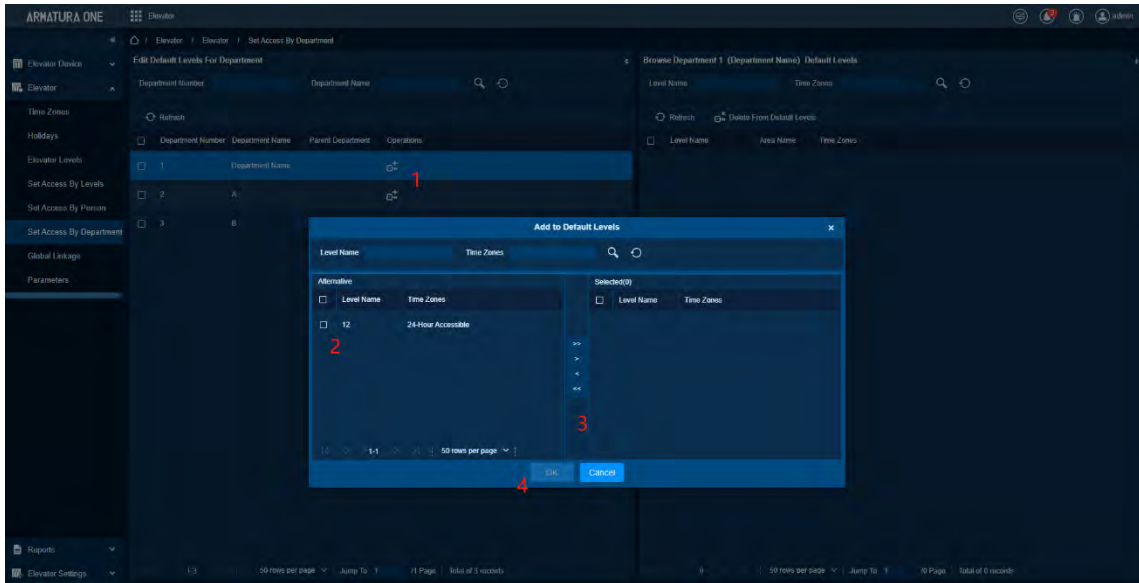 ARMATURA ONE
Elevator
admin
Elevator / Elevator / Set Access By Department
Elevator Device
Elevator
Time Zones
Holidays
Elevator Levels
Set Access By Levels
Set Access By Person
Set Access By Department
Global Linkage
Parameters
Reports
Elevator Settings
Edit Default Levels For Department
Department Number Department Name
Refresh
Department Number Department Name Parent Department Operations
1 Department Name
1
2 A
3 B
50 rows per page Jump To 1 /1 Page Total of 3 records
Browse Department 1 (Department Name) Default Levels
Level Name Time Zones
Refresh Delete From Default Levels
Level Name Area Name Time Zones
0 50 rows per page Jump To 1 /0 Page Total of 0 records
Add to Default Levels x
Level Name Time Zones
Alternative
Level Name Time Zones
12 24-Hour Accessible
2
1-1 50 rows per page
>>
>
<
<<
3
Selected(0)
Level Name Time Zones
OK Cancel
4